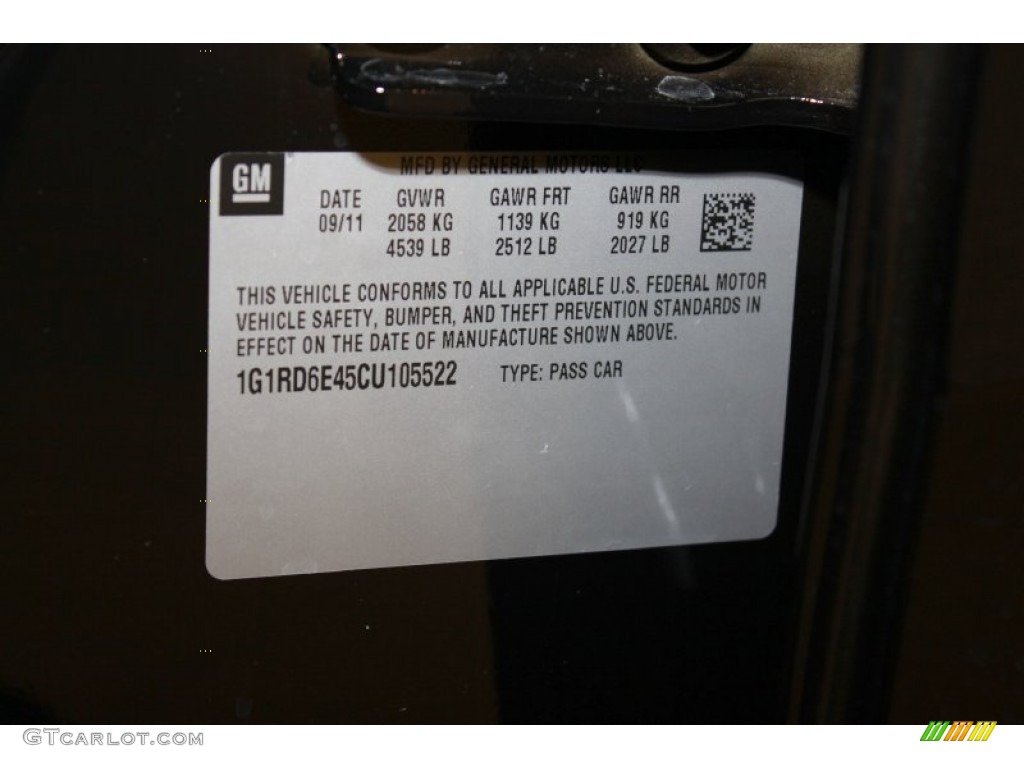 MFD BY GENERAL MOTORS LLC
GM
DATE GVWR GAWR FRT GAWR RR
09/11 2058 KG 1139 KG 919 KG
4539 LB 2512 LB 2027 LB
THIS VEHICLE CONFORMS TO ALL APPLICABLE U.S. FEDERAL MOTOR
VEHICLE SAFETY, BUMPER, AND THEFT PREVENTION STANDARDS IN
EFFECT ON THE DATE OF MANUFACTURE SHOWN ABOVE.
1G1RD6E45CU105522 TYPE: PASS CAR
GTCARLOT.COM